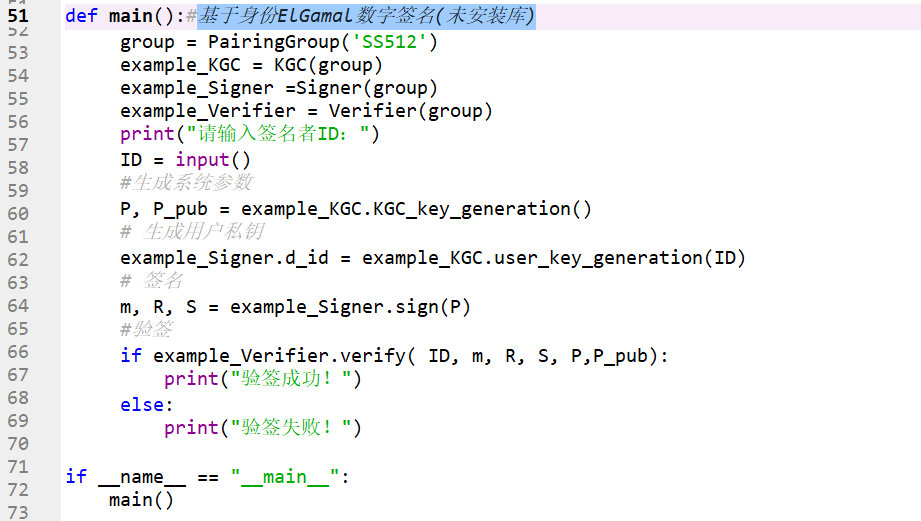 51 def main():#基于身份ElGamal数字签名(未安装库)
52
53 group = PairingGroup('SS512')
54 example_KGC = KGC(group)
55 example_Signer =Signer(group)
56 example_Verifier = Verifier(group)
57 print("请输入签名者ID: ")
58 ID = input()
59 #生成系统参数
60 P, P_pub = example_KGC.KGC_key_generation()
61 # 生成用户私钥
62 example_Signer.d_id = example_KGC.user_key_generation(ID)
63 # 签名
64 m, R, S = example_Signer.sign(P)
65 #验签
66 if example_Verifier.verify( ID, m, R, S, P,P_pub):
67 print("验签成功! ")
68 else:
69 print("验签失败! ")
70
71 if __name__ == "__main__":
72 main()
73